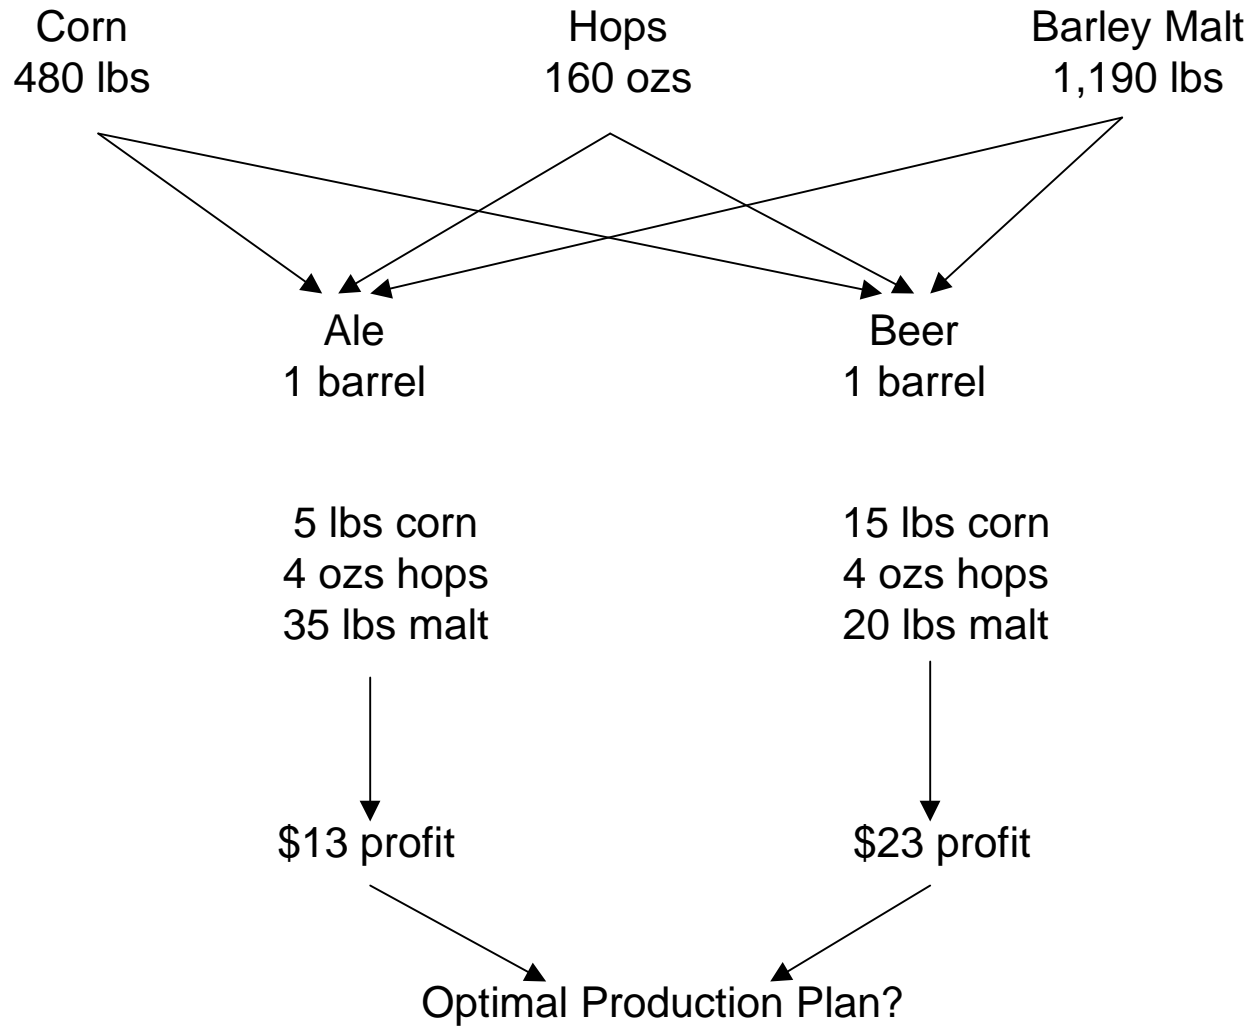 Corn
480 lbs
Hops
160 ozs
Barley Malt
1,190 lbs
Ale
1 barrel
Beer
1 barrel
5 lbs corn
4 ozs hops
35 lbs malt
15 lbs corn
4 ozs hops
20 lbs malt
$13 profit
$23 profit
Optimal Production Plan?